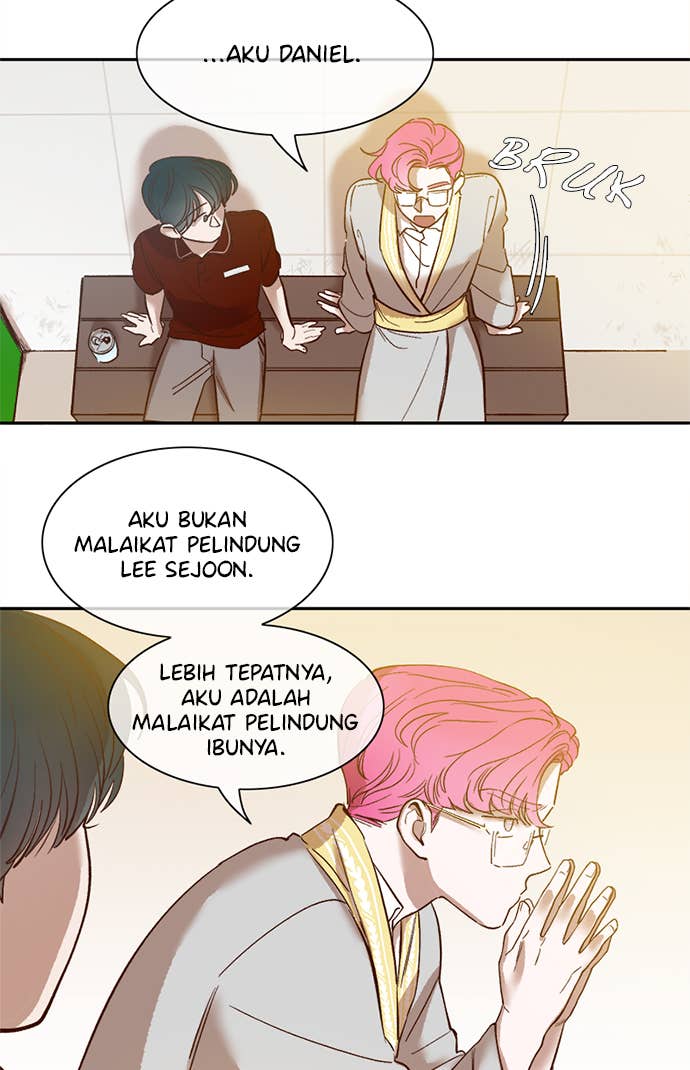 ...AKU DANIEL.
BRUK
AKU BUKAN
MALAIKAT PELINDUNG
LEE SEJOON.
LEBIH TEPATNYA,
AKU ADALAH
MALAIKAT PELINDUNG
IBUNYA.